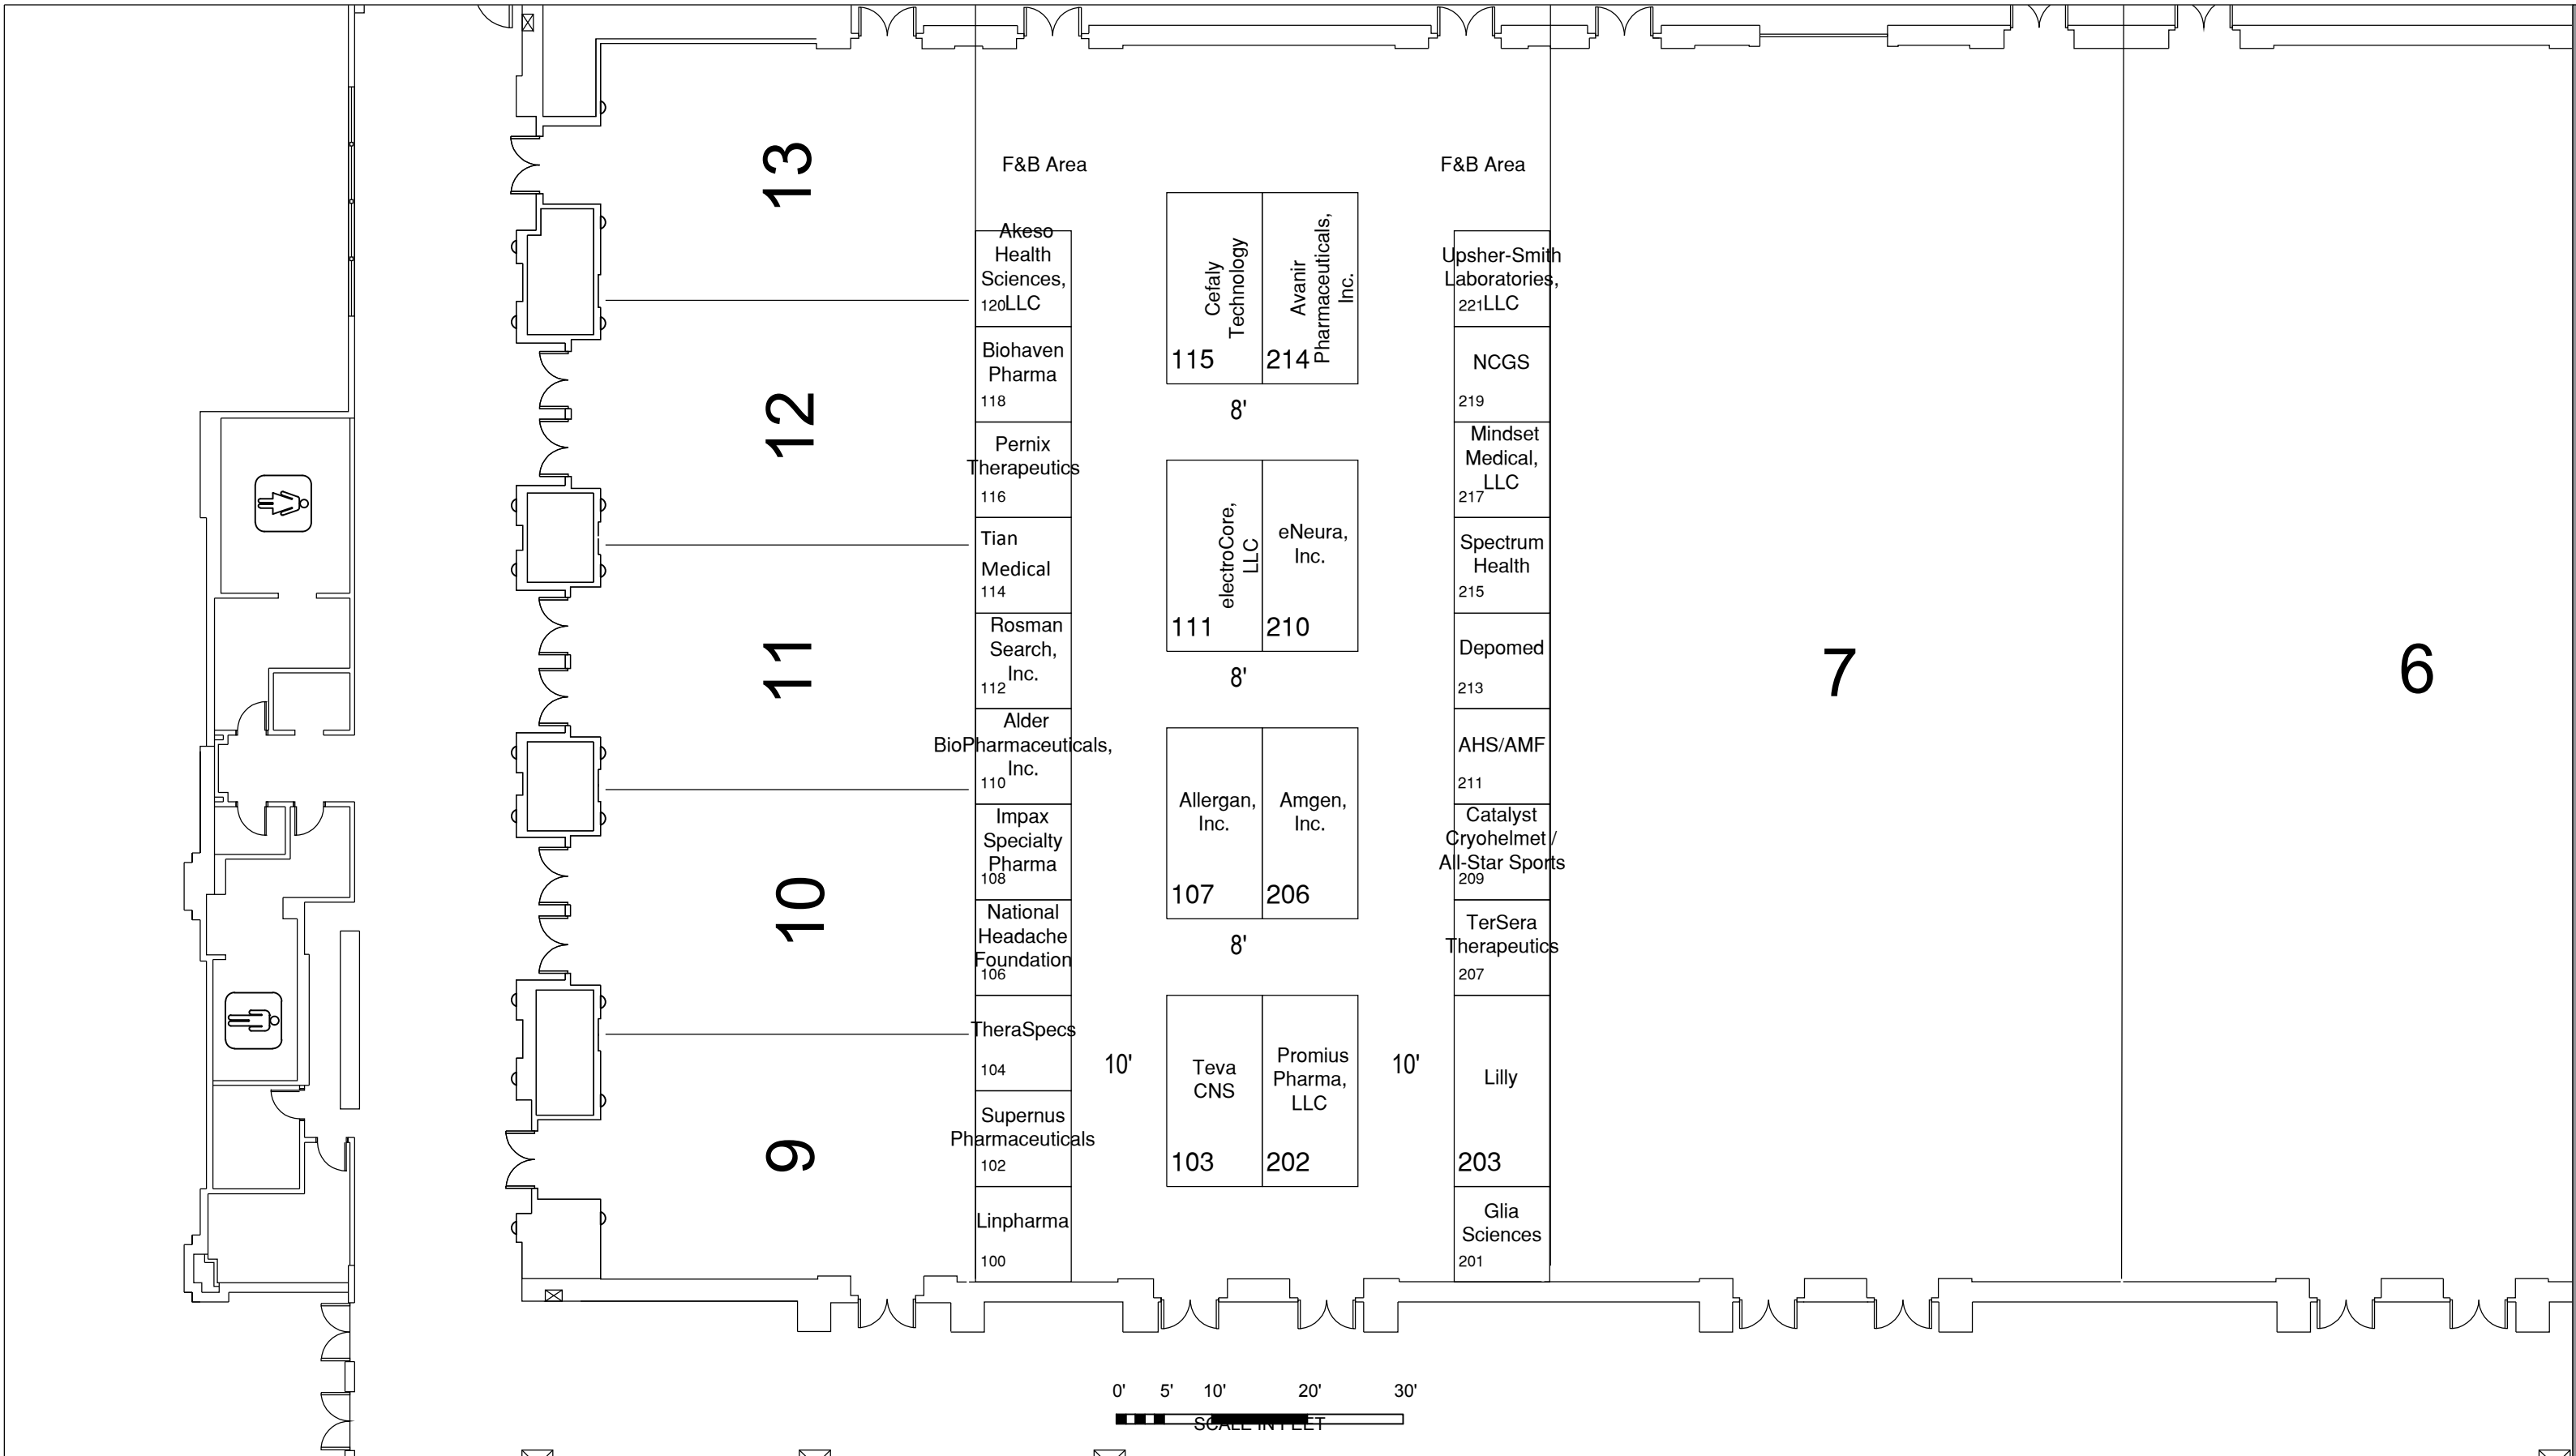 13
12
11
10
9
F&B Area
F&B Area
Akeso
Health
Sciences,
LLC
120
Biohaven
Pharma
118
Pernix
Therapeutics
116
Tian
Medical
114
Rosman
Search,
Inc.
112
Alder
BioPharmaceuticals,
Inc.
110
Impax
Specialty
Pharma
108
National
Headache
Foundation
106
TheraSpecs
104
Supernus
Pharmaceuticals
102
Linpharma
100
Cefaly
Technology
115
Avanir
Pharmaceuticals,
Inc.
214
8'
electroCore,
LLC
111
eNeura,
Inc.
210
8'
Allergan,
Inc.
107
Amgen,
Inc.
206
8'
10'
Teva
CNS
103
Promius
Pharma,
LLC
202
10'
Upsher-Smith
Laboratories,
LLC
221
NCGS
219
Mindset
Medical,
LLC
217
Spectrum
Health
215
Depomed
213
AHS/AMF
211
Catalyst
Cryohelmet /
All-Star Sports
209
TerSera
Therapeutics
207
Lilly
203
Glia
Sciences
201
7
6
0' 5' 10' 20' 30'
SCALE IN FEET